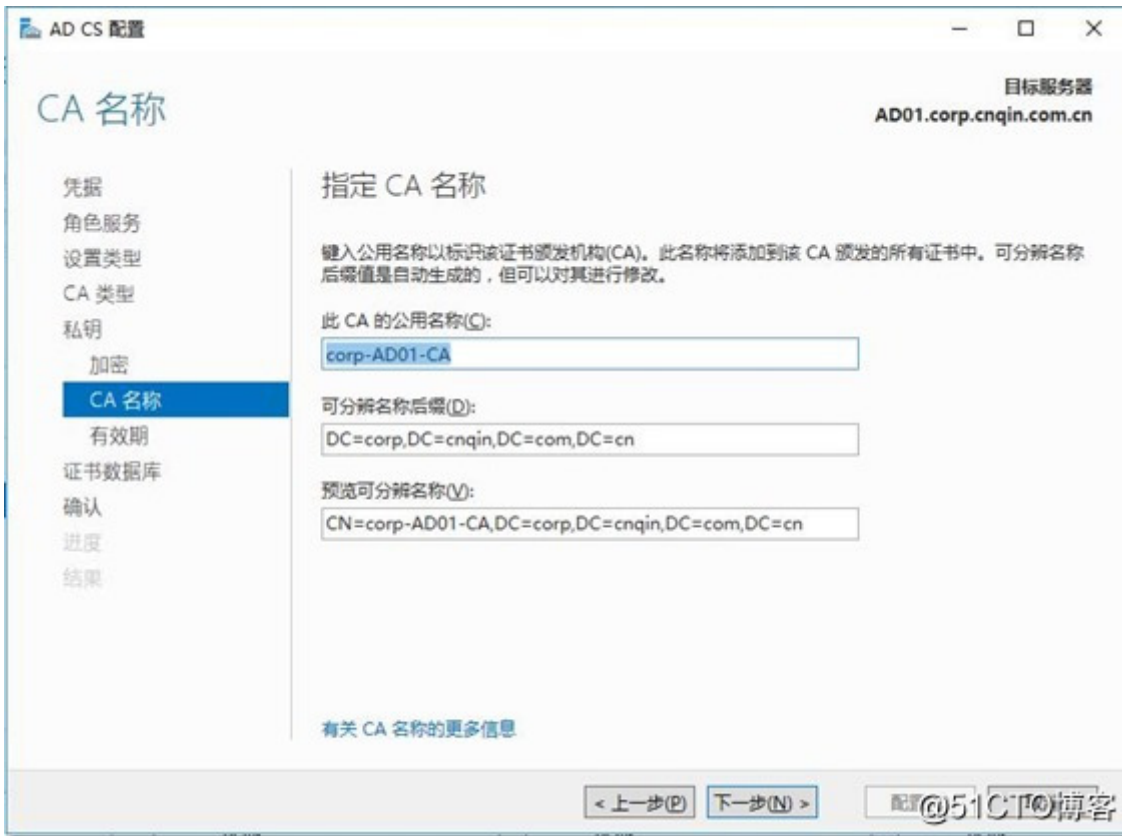 AD CS 配置
CA 名称
目标服务器
AD01.corp.cnqin.com.cn
凭据
角色服务
设置类型
CA 类型
私钥
加密
CA 名称
有效期
证书数据库
确认
进度
结果
指定 CA 名称
键入公用名称以标识该证书颁发机构(CA)。此名称将添加到该 CA 颁发的所有证书中。可分辨名称
后缀值是自动生成的，但可以对其进行修改。
此 CA 的公用名称(C):
corp-AD01-CA
可分辨名称后缀(D):
DC=corp,DC=cnqin,DC=com,DC=cn
预览可分辨名称(V):
CN=corp-AD01-CA,DC=corp,DC=cnqin,DC=com,DC=cn
有关 CA 名称的更多信息
< 上一步(P)
下一步(N) >
配置
@51CTO博客